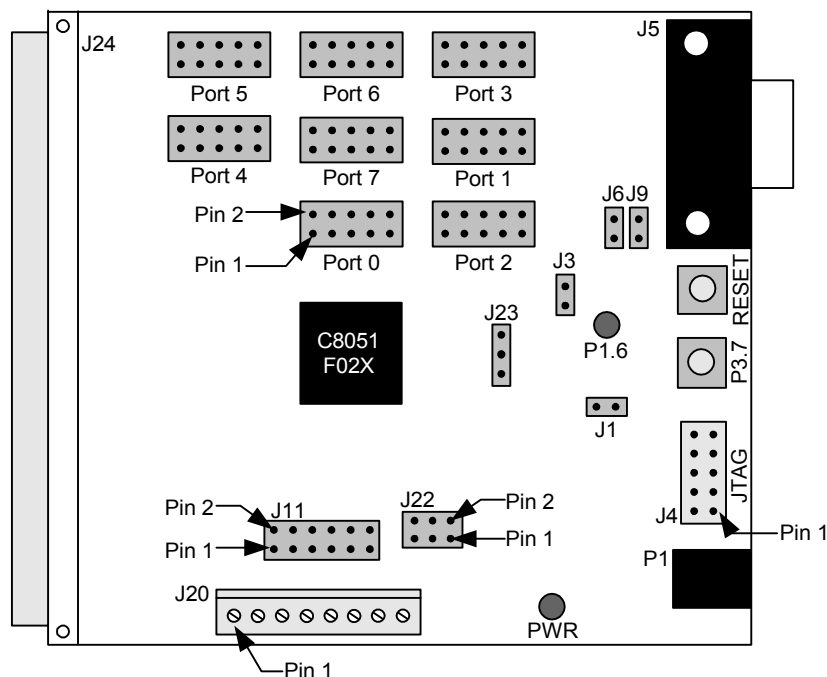 J24
J5
Port 5
Port 6
Port 3
Port 4
Port 7
Port 1
Pin 2
J6
J9
Pin 1
Port 0
Port 2
J3
RESET
J23
C8051
F02X
P1.6
P3.7
J1
JTAG
Pin 2
J11
J22
Pin 2
Pin 1
Pin 1
J4
Pin 1
P1
J20
PWR
Pin 1